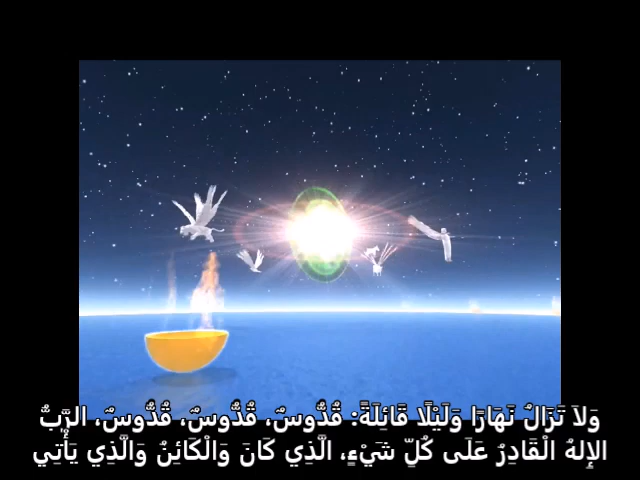 وَلاَ تَزَالُ نَهَارًا وَلَيْلًا قَائِلَةً: قُدُّوسٌ، قُدُّوسٌ، قُدُّوسٌ، الرَّبُّ
الإِلهُ الْقَادِرُ عَلَى كُلِّ شَيْءٍ، الَّذِي كَانَ وَالْكَائِنُ وَالَّذِي يَأْتِي